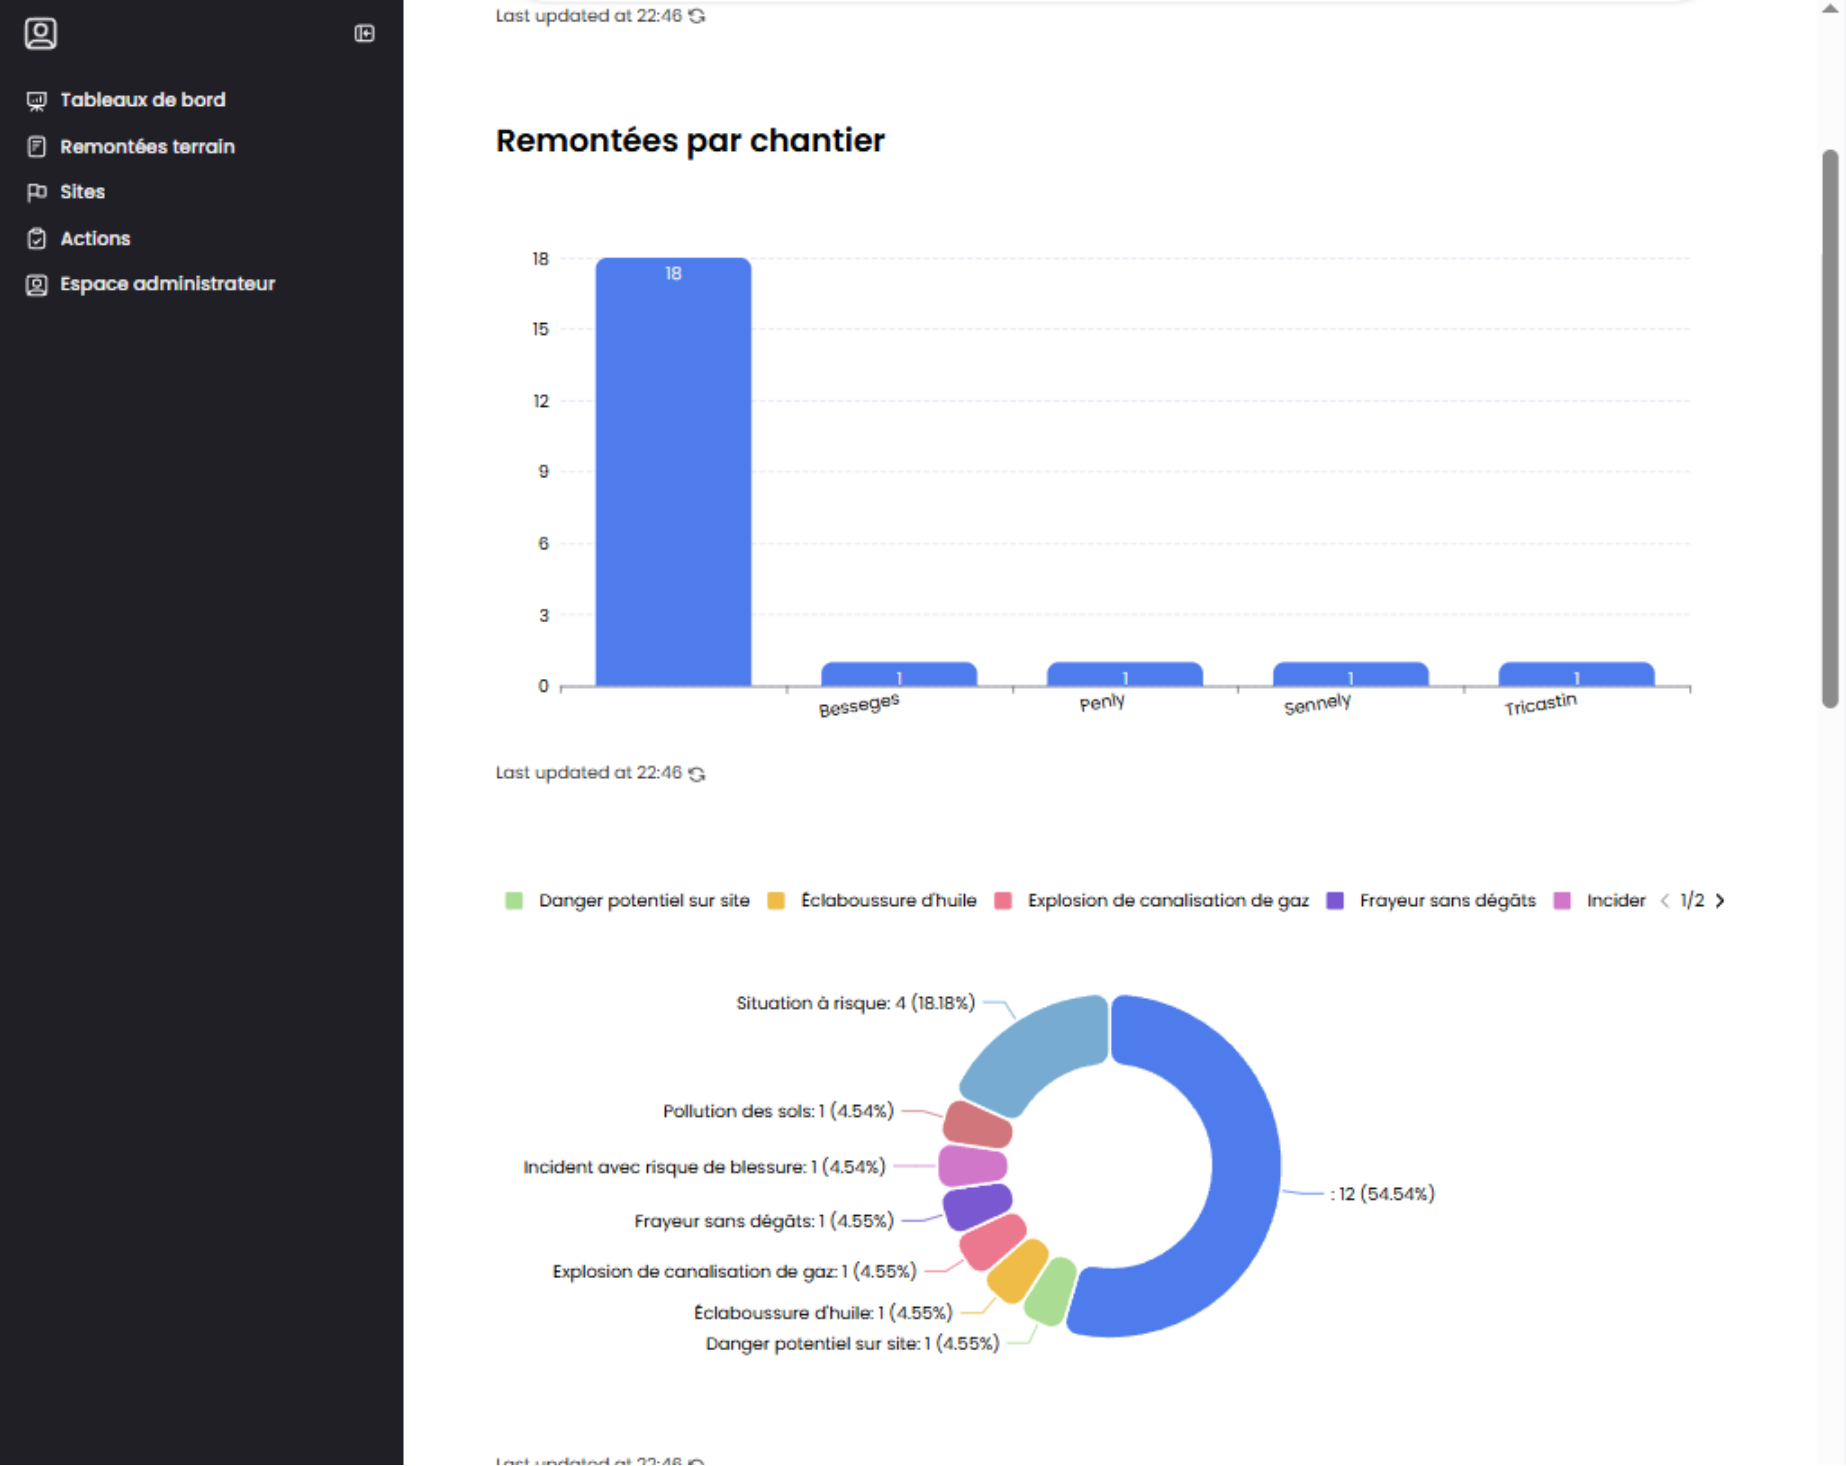 Last updated at 22:46
Tableaux de bord
Remontées terrain
Sites
Actions
Espace administrateur
Remontées par chantier
18
18
15
12
9
6
3
0
1
1
1
1
Besseges
Penly
Sennely
Tricastin
Last updated at 22:46
Danger potentiel sur site
Éclaboussure d'huile
Explosion de canalisation de gaz
Frayeur sans dégâts
Incider
1/2
Situation à risque: 4 (18.18%)
Pollution des sols: 1 (4.54%)
Incident avec risque de blessure: 1 (4.54%)
: 12 (54.54%)
Frayeur sans dégâts: 1 (4.55%)
Explosion de canalisation de gaz: 1 (4.55%)
Éclaboussure d'huile: 1 (4.55%)
Danger potentiel sur site: 1 (4.55%)
Last updated at 22:46